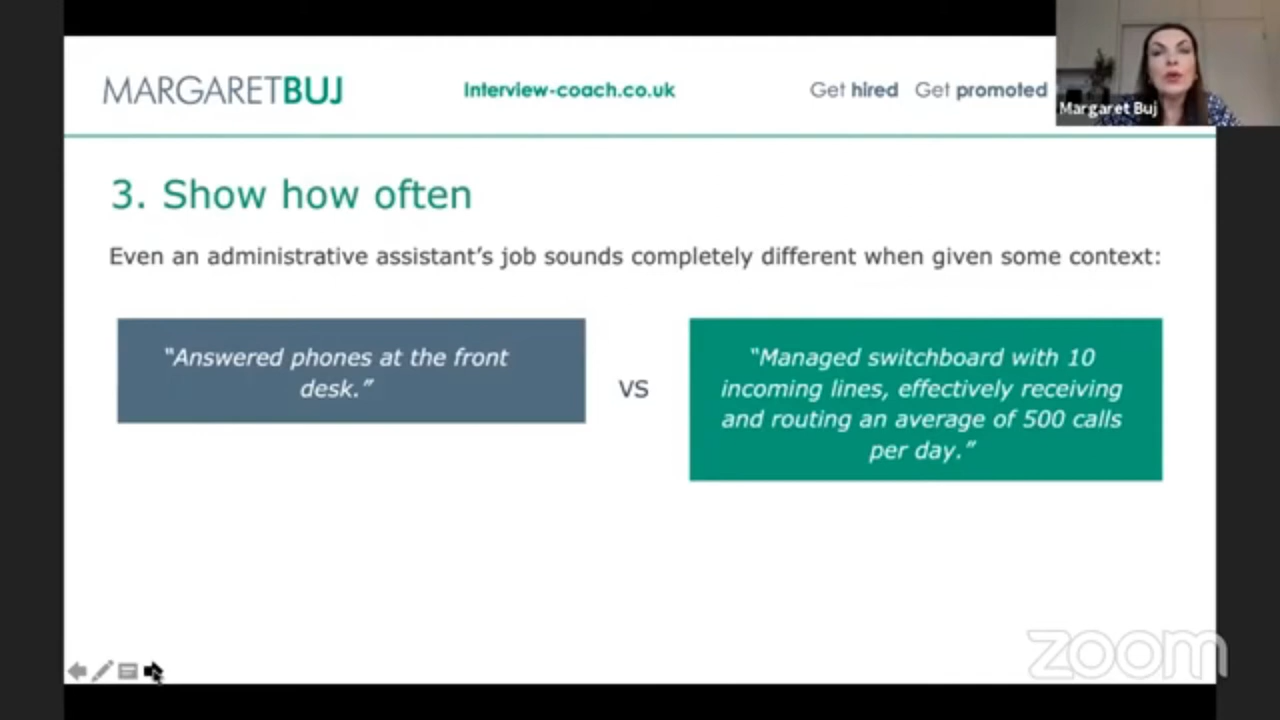 MARGARETBUJ
Interview-coach.co.uk
Get hired Get promoted
Margaret Buj
3. Show how often
Even an administrative assistant’s job sounds completely different when given some context:
“Answered phones at the front
desk.”
VS
“Managed switchboard with 10
incoming lines, effectively receiving
and routing an average of 500 calls
per day.”
zoom